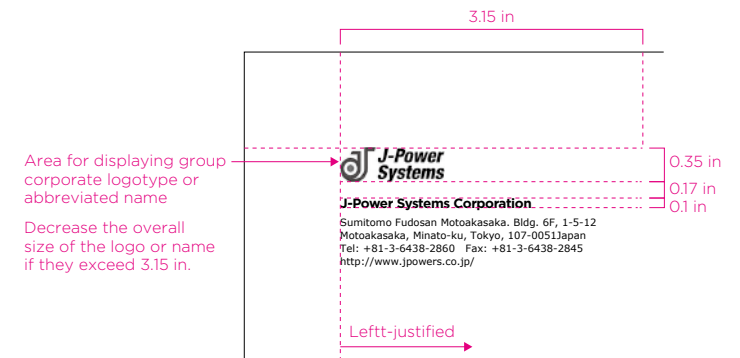 3.15 in
Area for displaying group
corporate logotype or
abbreviated name
Decrease the overall
size of the logo or name
if they exceed 3.15 in.
J-Power
Systems
0.35 in
0.17 in
0.1 in
J-Power Systems Corporation
Sumitomo Fudosan Motoakasaka. Bldg. 6F, 1-5-12
Motoakasaka, Minato-ku, Tokyo, 107-0051Japan
Tel: +81-3-6438-2860 Fax: +81-3-6438-2845
http://www.jpowers.co.jp/
Leftt-justified